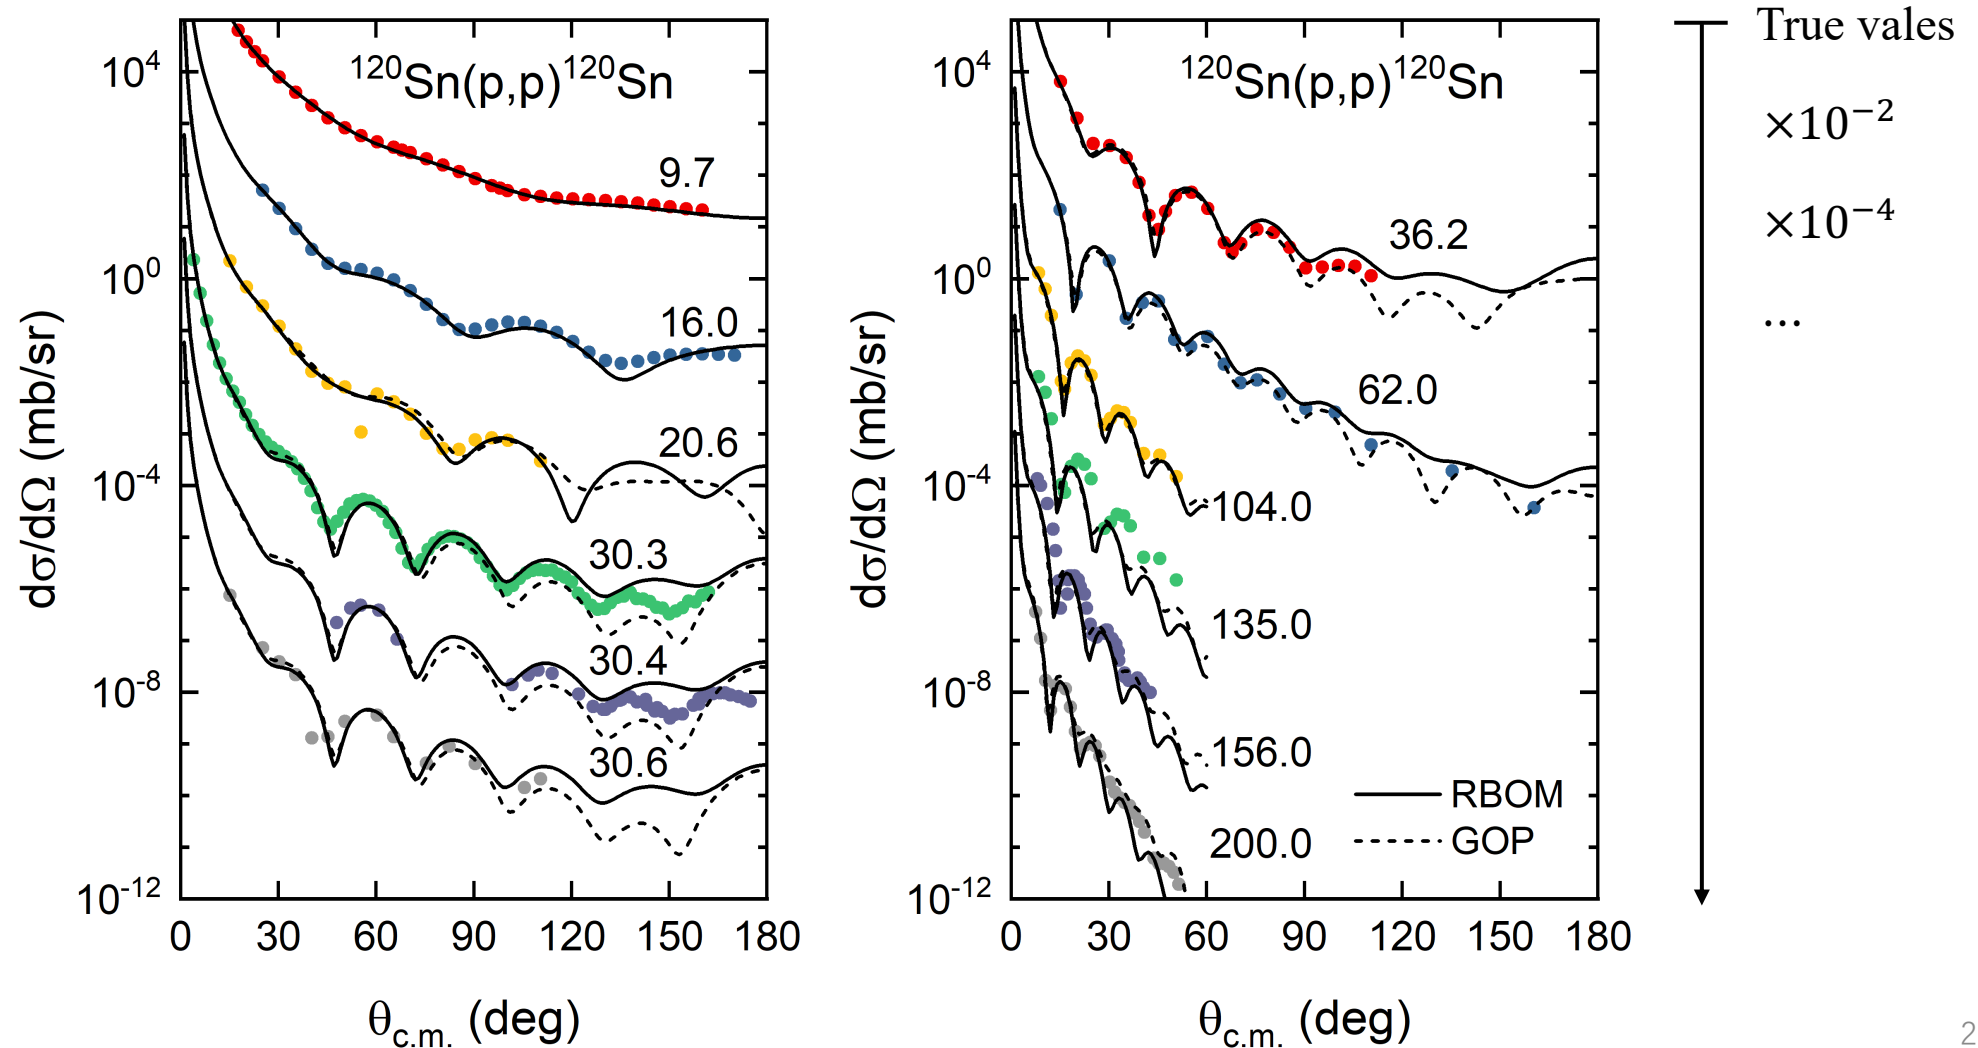 ¹²⁰Sn(p,p)¹²⁰Sn
10⁴
10⁰
10⁻⁴
10⁻⁸
10⁻¹²
dσ/dΩ (mb/sr)
9.7
16.0
20.6
30.3
30.4
30.6
0 30 60 90 120 150 180
θc.m. (deg)
¹²⁰Sn(p,p)¹²⁰Sn
10⁴
10⁰
10⁻⁴
10⁻⁸
10⁻¹²
dσ/dΩ (mb/sr)
36.2
62.0
104.0
135.0
156.0
200.0
RBOM
GOP
0 30 60 90 120 150 180
θc.m. (deg)
True vales
×10⁻²
×10⁻⁴
...
2